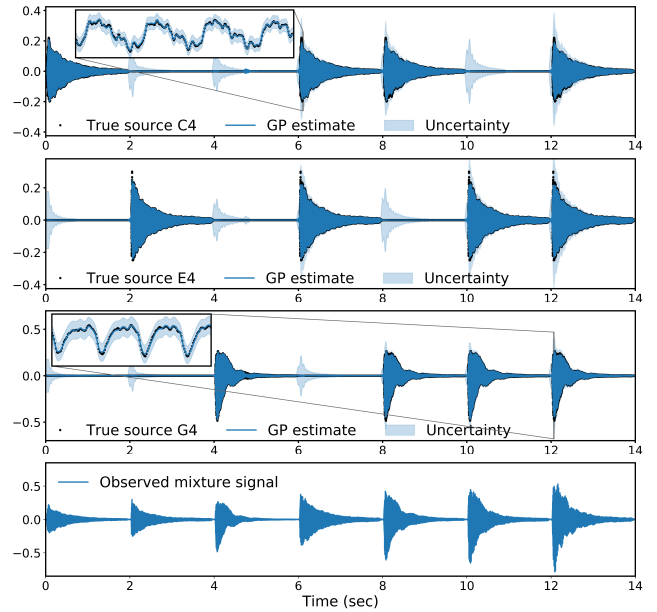 0.4
0.2
0.0
−0.2
−0.4
True source C4 GP estimate Uncertainty
0 2 4 6 8 10 12 14
0.2
0.0
−0.2
−0.4
True source E4 GP estimate Uncertainty
0 2 4 6 8 10 12 14
0.5
0.0
−0.5
True source G4 GP estimate Uncertainty
0 2 4 6 8 10 12 14
0.5
0.0
−0.5
Observed mixture signal
0 2 4 6 8 10 12 14
Time (sec)